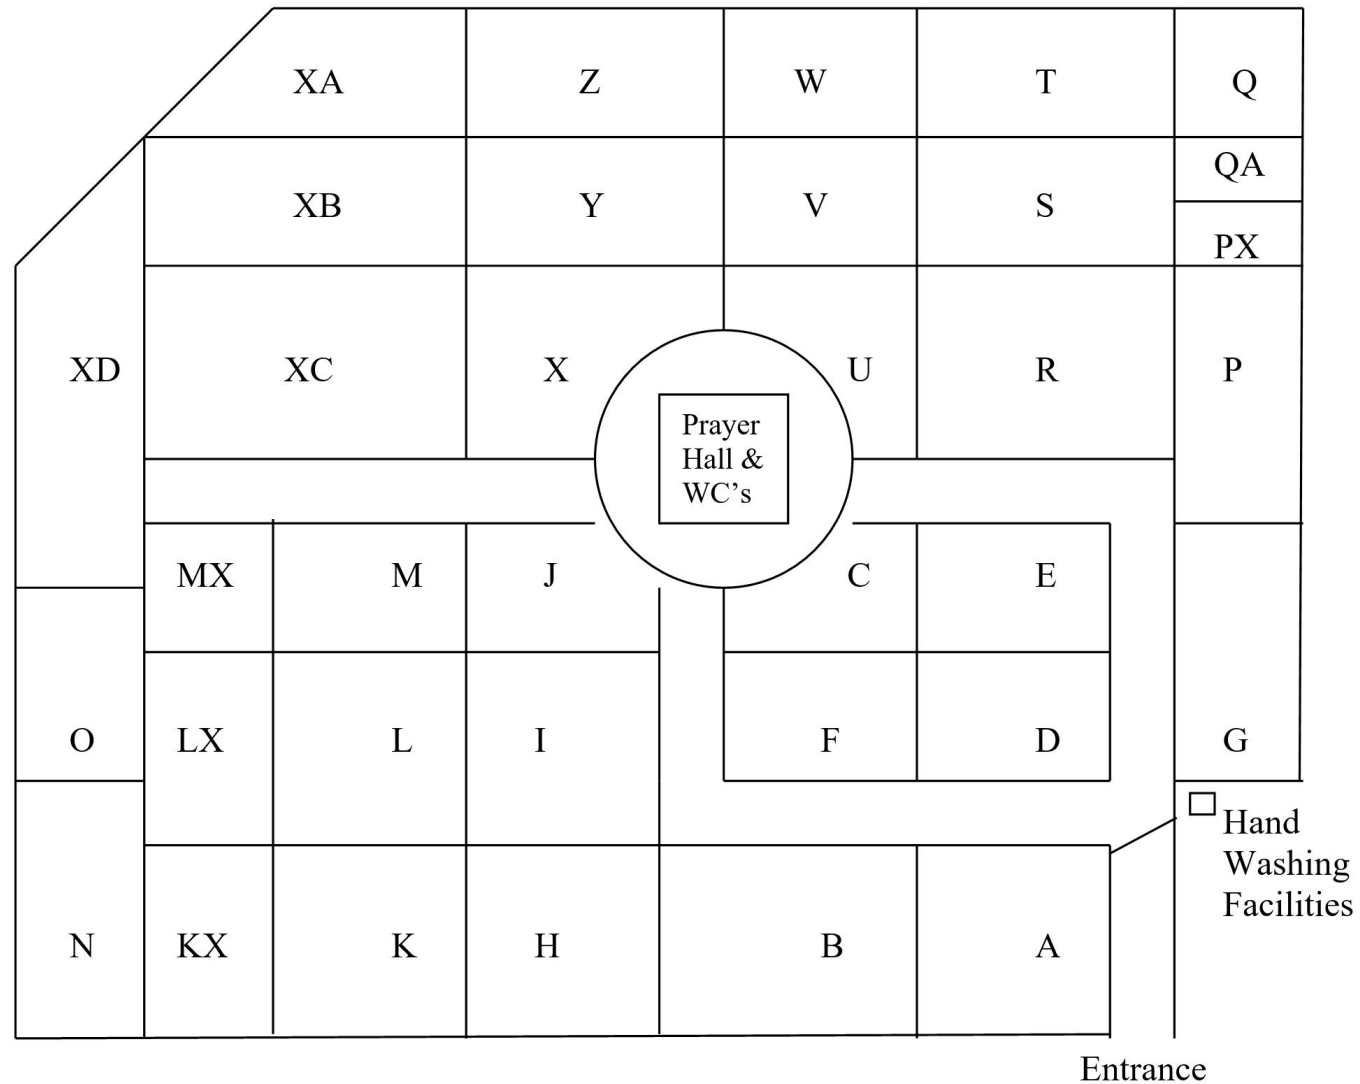 XA Z W T Q
QA
XB Y V S
PX
XD XC X U R P
Prayer
Hall &
WC's
MX M J C E
O LX L I F D G
Hand
Washing
Facilities
N KX K H B A
Entrance